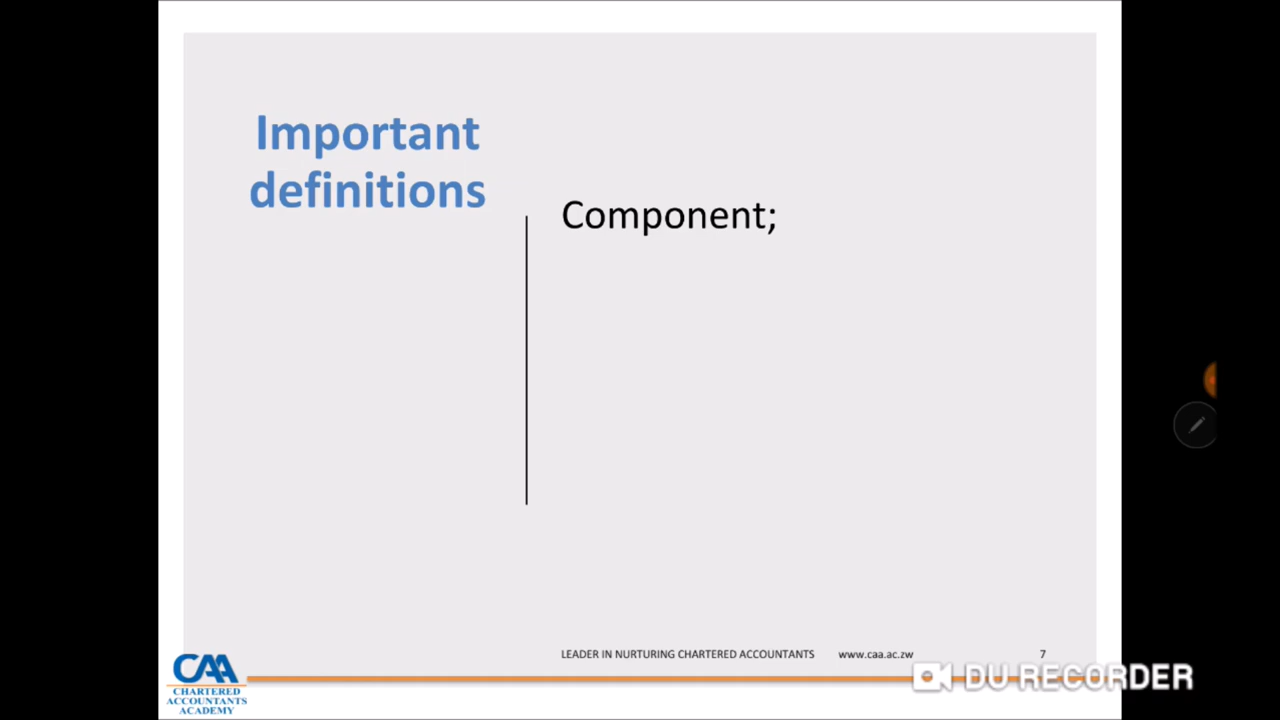 Important
definitions
Component;
LEADER IN NURTURING CHARTERED ACCOUNTANTS www.caa.ac.zw 7
CAA
CHARTERED
ACCOUNTANTS
ACADEMY
DU RECORDER